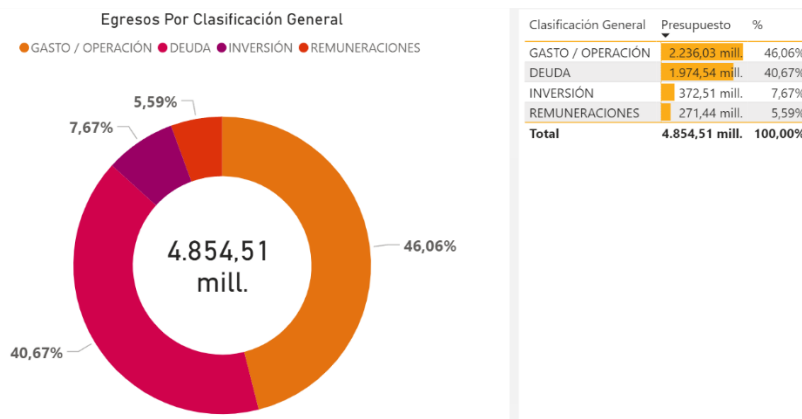 Egresos Por Clasificación General
GASTO / OPERACIÓN DEUDA INVERSIÓN REMUNERACIONES
5,59%
7,67%
46,06%
4.854,51
mill.
40,67%
Clasificación General Presupuesto %
GASTO / OPERACIÓN 2.236,03 mill. 46,06%
DEUDA 1.974,54 mill. 40,67%
INVERSIÓN 372,51 mill. 7,67%
REMUNERACIONES 271,44 mill. 5,59%
Total 4.854,51 mill. 100,00%